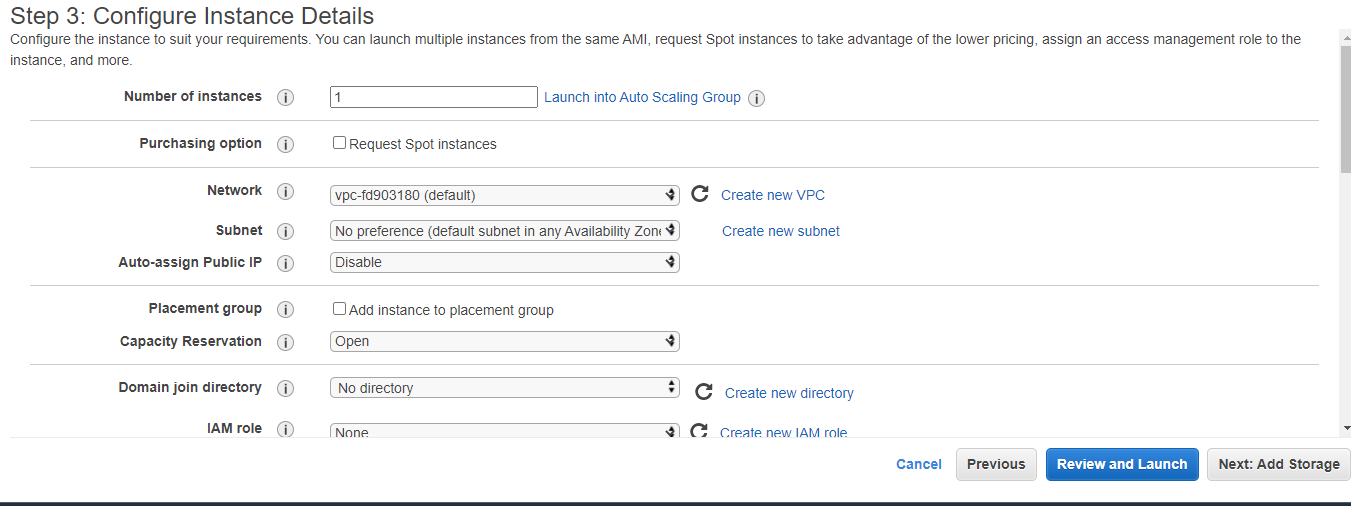 Step 3: Configure Instance Details
Configure the instance to suit your requirements. You can launch multiple instances from the same AMI, request Spot instances to take advantage of the lower pricing, assign an access management role to the
instance, and more.
Number of instances i 1 Launch into Auto Scaling Group i
Purchasing option i Request Spot instances
Network i vpc-fd903180 (default) Create new VPC
Subnet i No preference (default subnet in any Availability Zone Create new subnet
Auto-assign Public IP i Disable
Placement group i Add instance to placement group
Capacity Reservation i Open
Domain join directory i No directory Create new directory
IAM role i None Create new IAM role
Cancel Previous Review and Launch Next: Add Storage